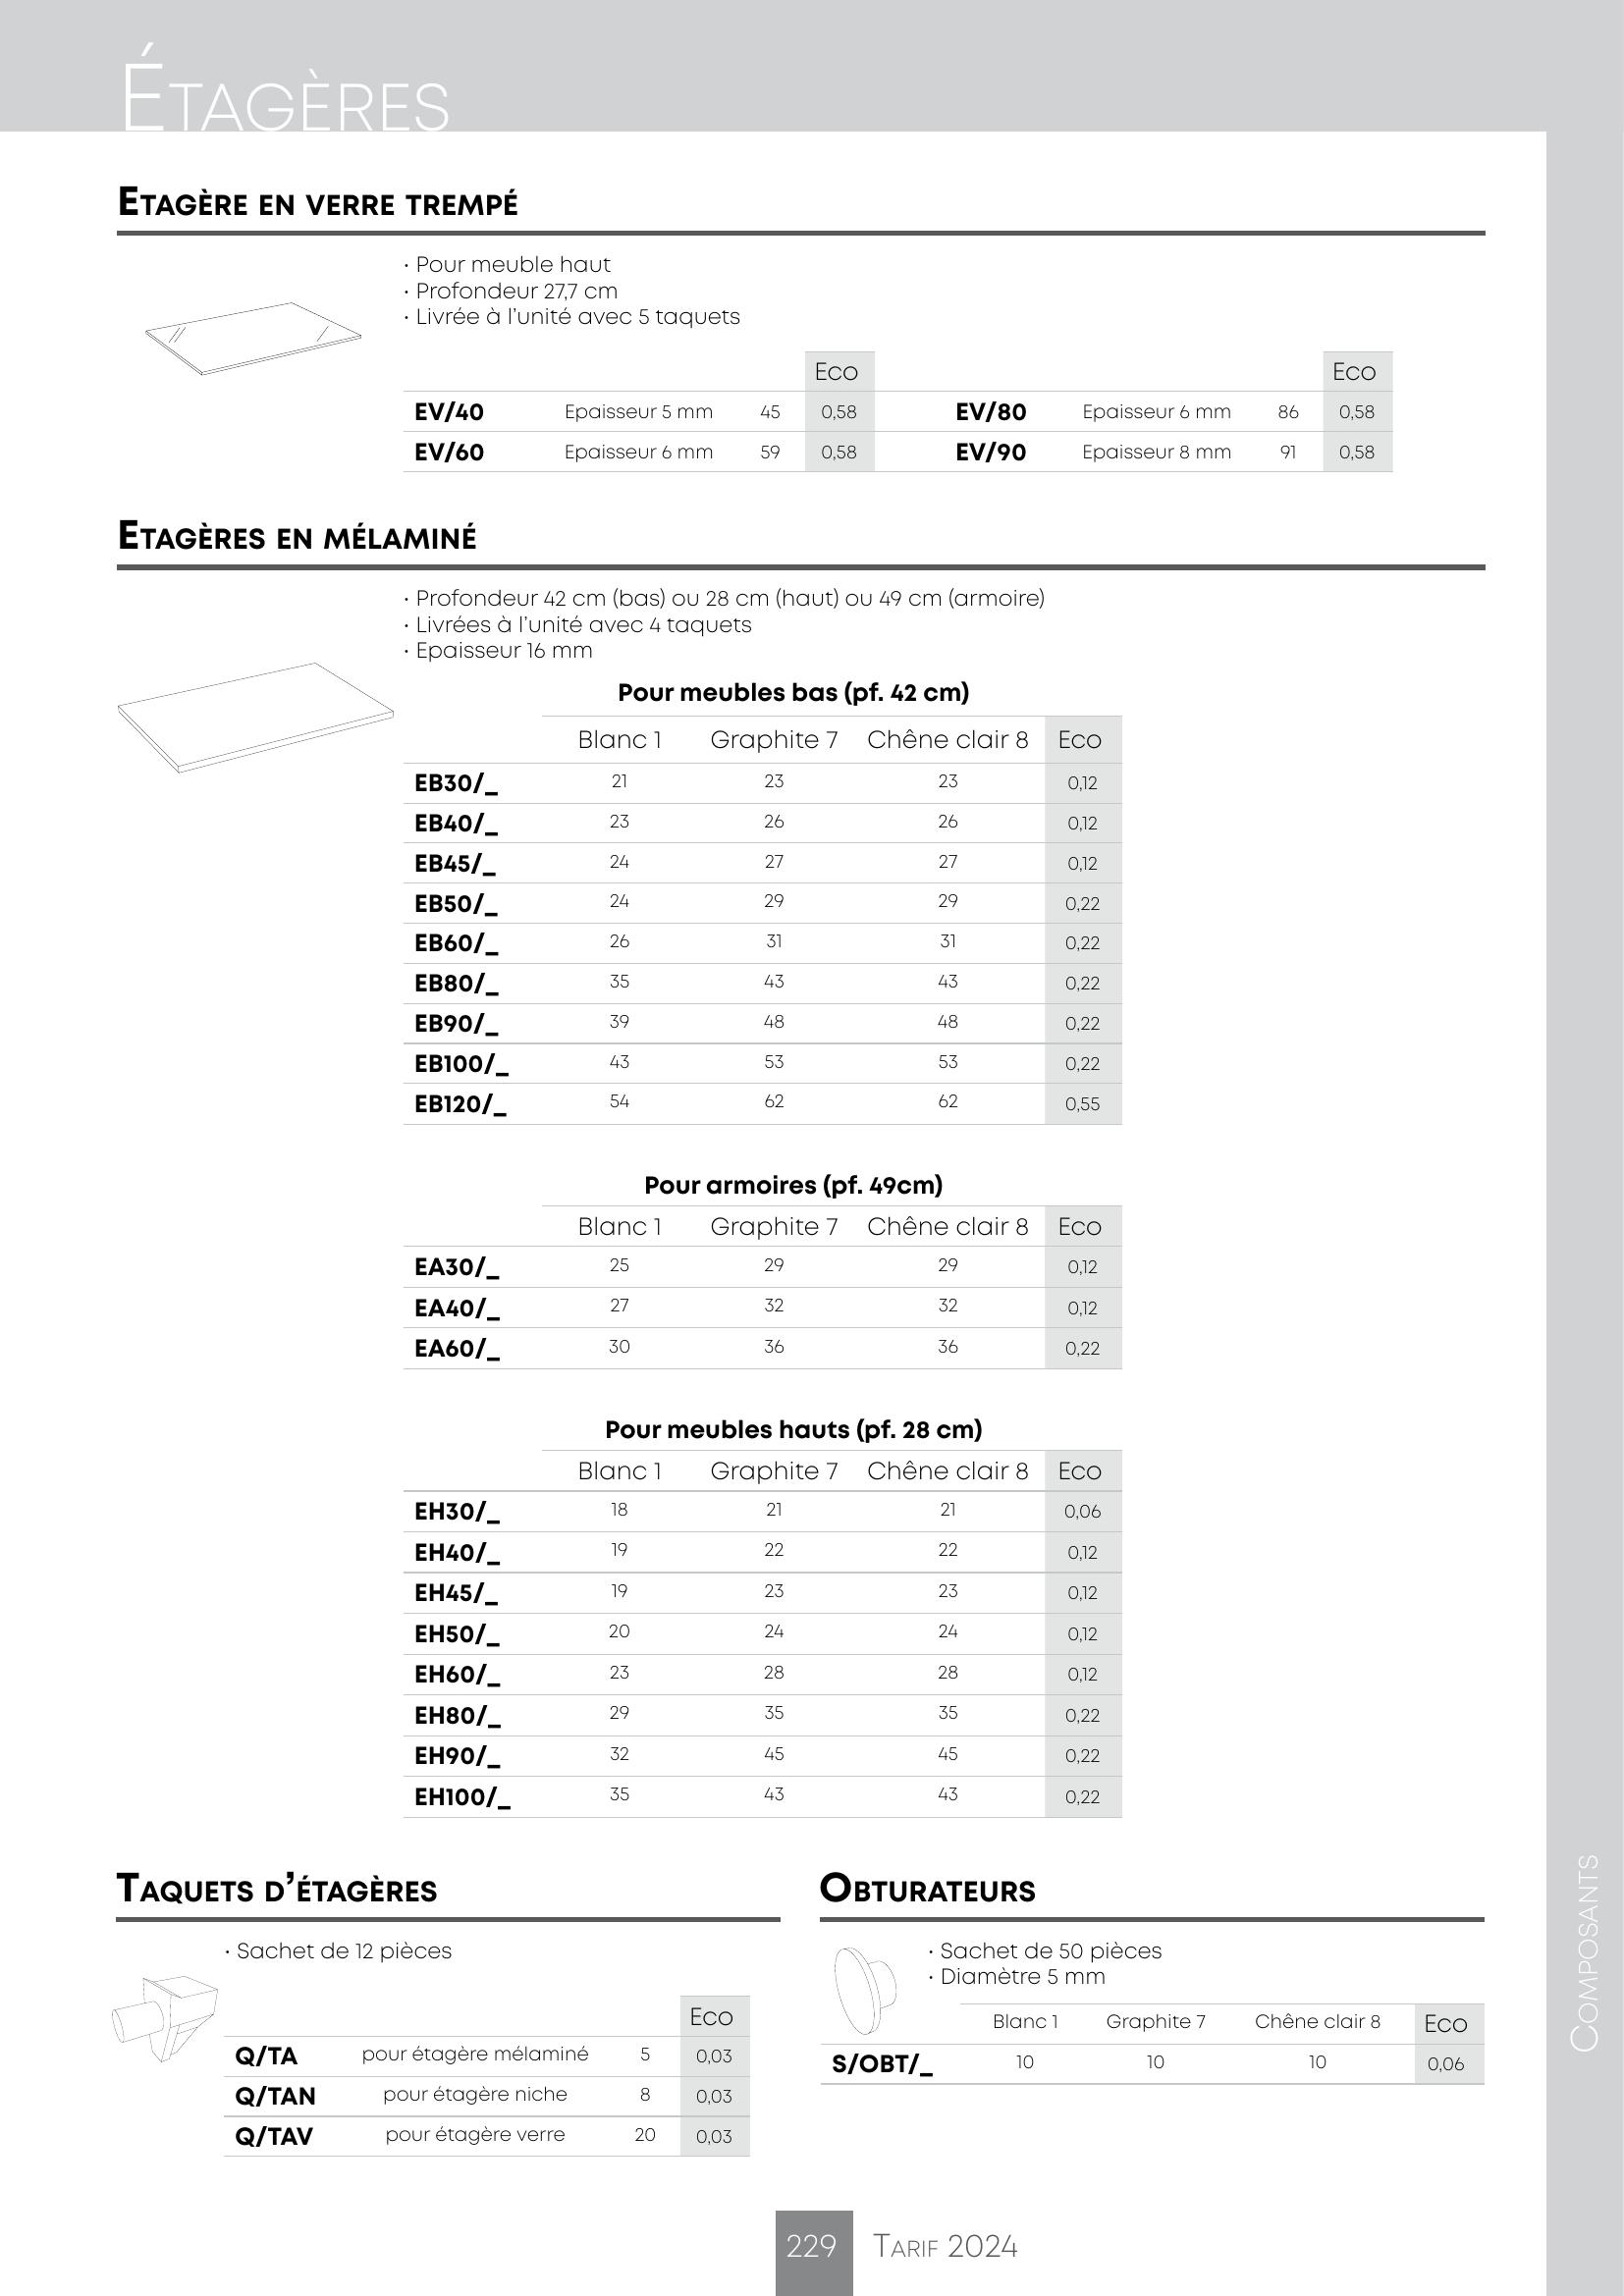 Étagères
Etagère en verre trempé
· Pour meuble haut
· Profondeur 27,7 cm
· Livrée à l'unité avec 5 taquets
Eco Eco
EV/40 Epaisseur 5 mm 45 0,58 EV/80 Epaisseur 6 mm 86 0,58
EV/60 Epaisseur 6 mm 59 0,58 EV/90 Epaisseur 8 mm 91 0,58
Etagères en mélaminé
· Profondeur 42 cm (bas) ou 28 cm (haut) ou 49 cm (armoire)
· Livrées à l'unité avec 4 taquets
· Epaisseur 16 mm
Pour meubles bas (pf. 42 cm)
Blanc 1 Graphite 7 Chêne clair 8 Eco
EB30/_ 21 23 23 0,12
EB40/_ 23 26 26 0,12
EB45/_ 24 27 27 0,12
EB50/_ 24 29 29 0,22
EB60/_ 26 31 31 0,22
EB80/_ 35 43 43 0,22
EB90/_ 39 48 48 0,22
EB100/_ 43 53 53 0,22
EB120/_ 54 62 62 0,55
Pour armoires (pf. 49cm)
Blanc 1 Graphite 7 Chêne clair 8 Eco
EA30/_ 25 29 29 0,12
EA40/_ 27 32 32 0,12
EA60/_ 30 36 36 0,22
Pour meubles hauts (pf. 28 cm)
Blanc 1 Graphite 7 Chêne clair 8 Eco
EH30/_ 18 21 21 0,06
EH40/_ 19 22 22 0,12
EH45/_ 19 23 23 0,12
EH50/_ 20 24 24 0,12
EH60/_ 23 28 28 0,12
EH80/_ 29 35 35 0,22
EH90/_ 32 45 45 0,22
EH100/_ 35 43 43 0,22
Taquets d'étagères
· Sachet de 12 pièces
Eco
Q/TA pour étagère mélaminé 5 0,03
Q/TAN pour étagère niche 8 0,03
Q/TAV pour étagère verre 20 0,03
Obturateurs
· Sachet de 50 pièces
· Diamètre 5 mm
Blanc 1 Graphite 7 Chêne clair 8 Eco
S/OBT/_ 10 10 10 0,06
Composants
229 Tarif 2024